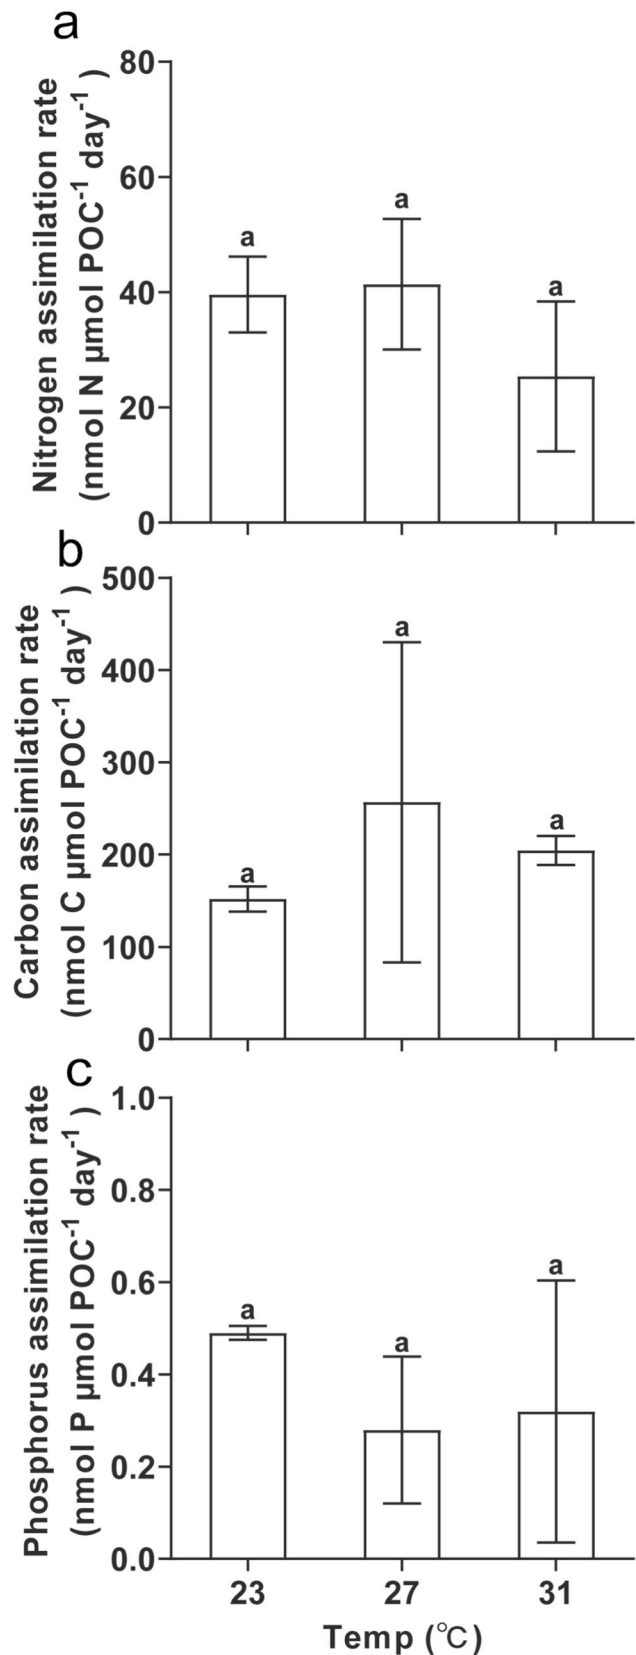 a
Nitrogen assimilation rate
(nmol N µmol POC-1 day-1 )
80
60
40
20
0
a
a
a
b
Carbon assimilation rate
(nmol C µmol POC-1 day-1 )
500
400
300
200
100
0
a
a
a
c
Phosphorus assimilation rate
(nmol P µmol POC-1 day-1 )
1.0
0.8
0.6
0.4
0.2
0.0
a
a
a
23 27 31
Temp (℃)